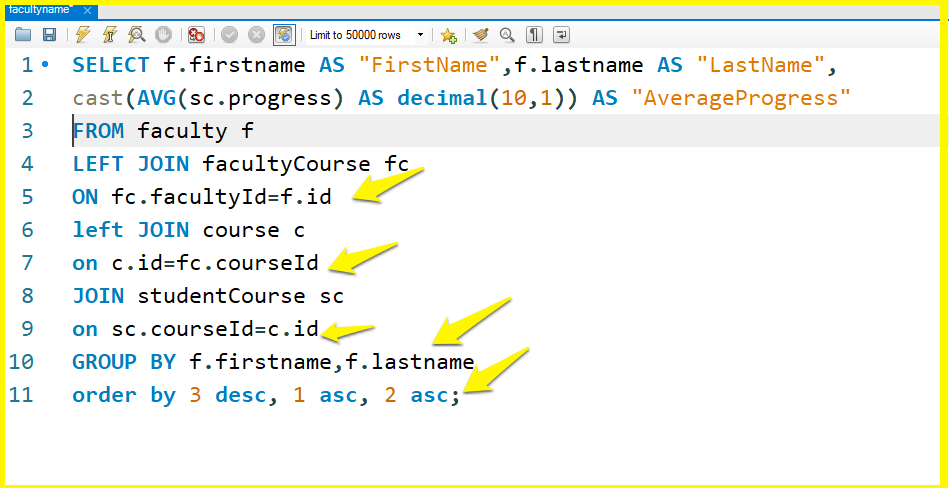 facultyname*
Limit to 50000 rows
1 SELECT f.firstname AS "FirstName",f.lastname AS "LastName",
2 cast(AVG(sc.progress) AS decimal(10,1)) AS "AverageProgress"
3 FROM faculty f
4 LEFT JOIN facultyCourse fc
5 ON fc.facultyId=f.id
6 left JOIN course c
7 on c.id=fc.courseId
8 JOIN studentCourse sc
9 on sc.courseId=c.id
10 GROUP BY f.firstname,f.lastname
11 order by 3 desc, 1 asc, 2 asc;